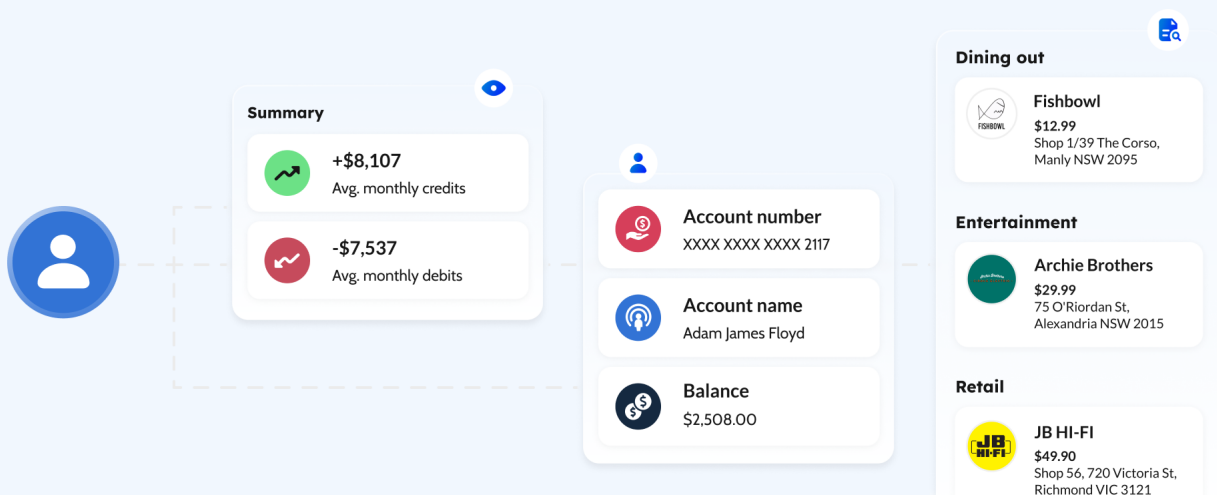 Summary
+$8,107
Avg. monthly credits
-$7,537
Avg. monthly debits
Account number
XXXX XXXX XXXX 2117
Account name
Adam James Floyd
Balance
$2,508.00
Dining out
FISHBOWL
Fishbowl
$12.99
Shop 1/39 The Corso,
Manly NSW 2095
Entertainment
Archie Brothers
Archie Brothers
$29.99
75 O'Riordan St,
Alexandria NSW 2015
Retail
JB
HI-FI
JB HI-FI
$49.90
Shop 56, 720 Victoria St,
Richmond VIC 3121